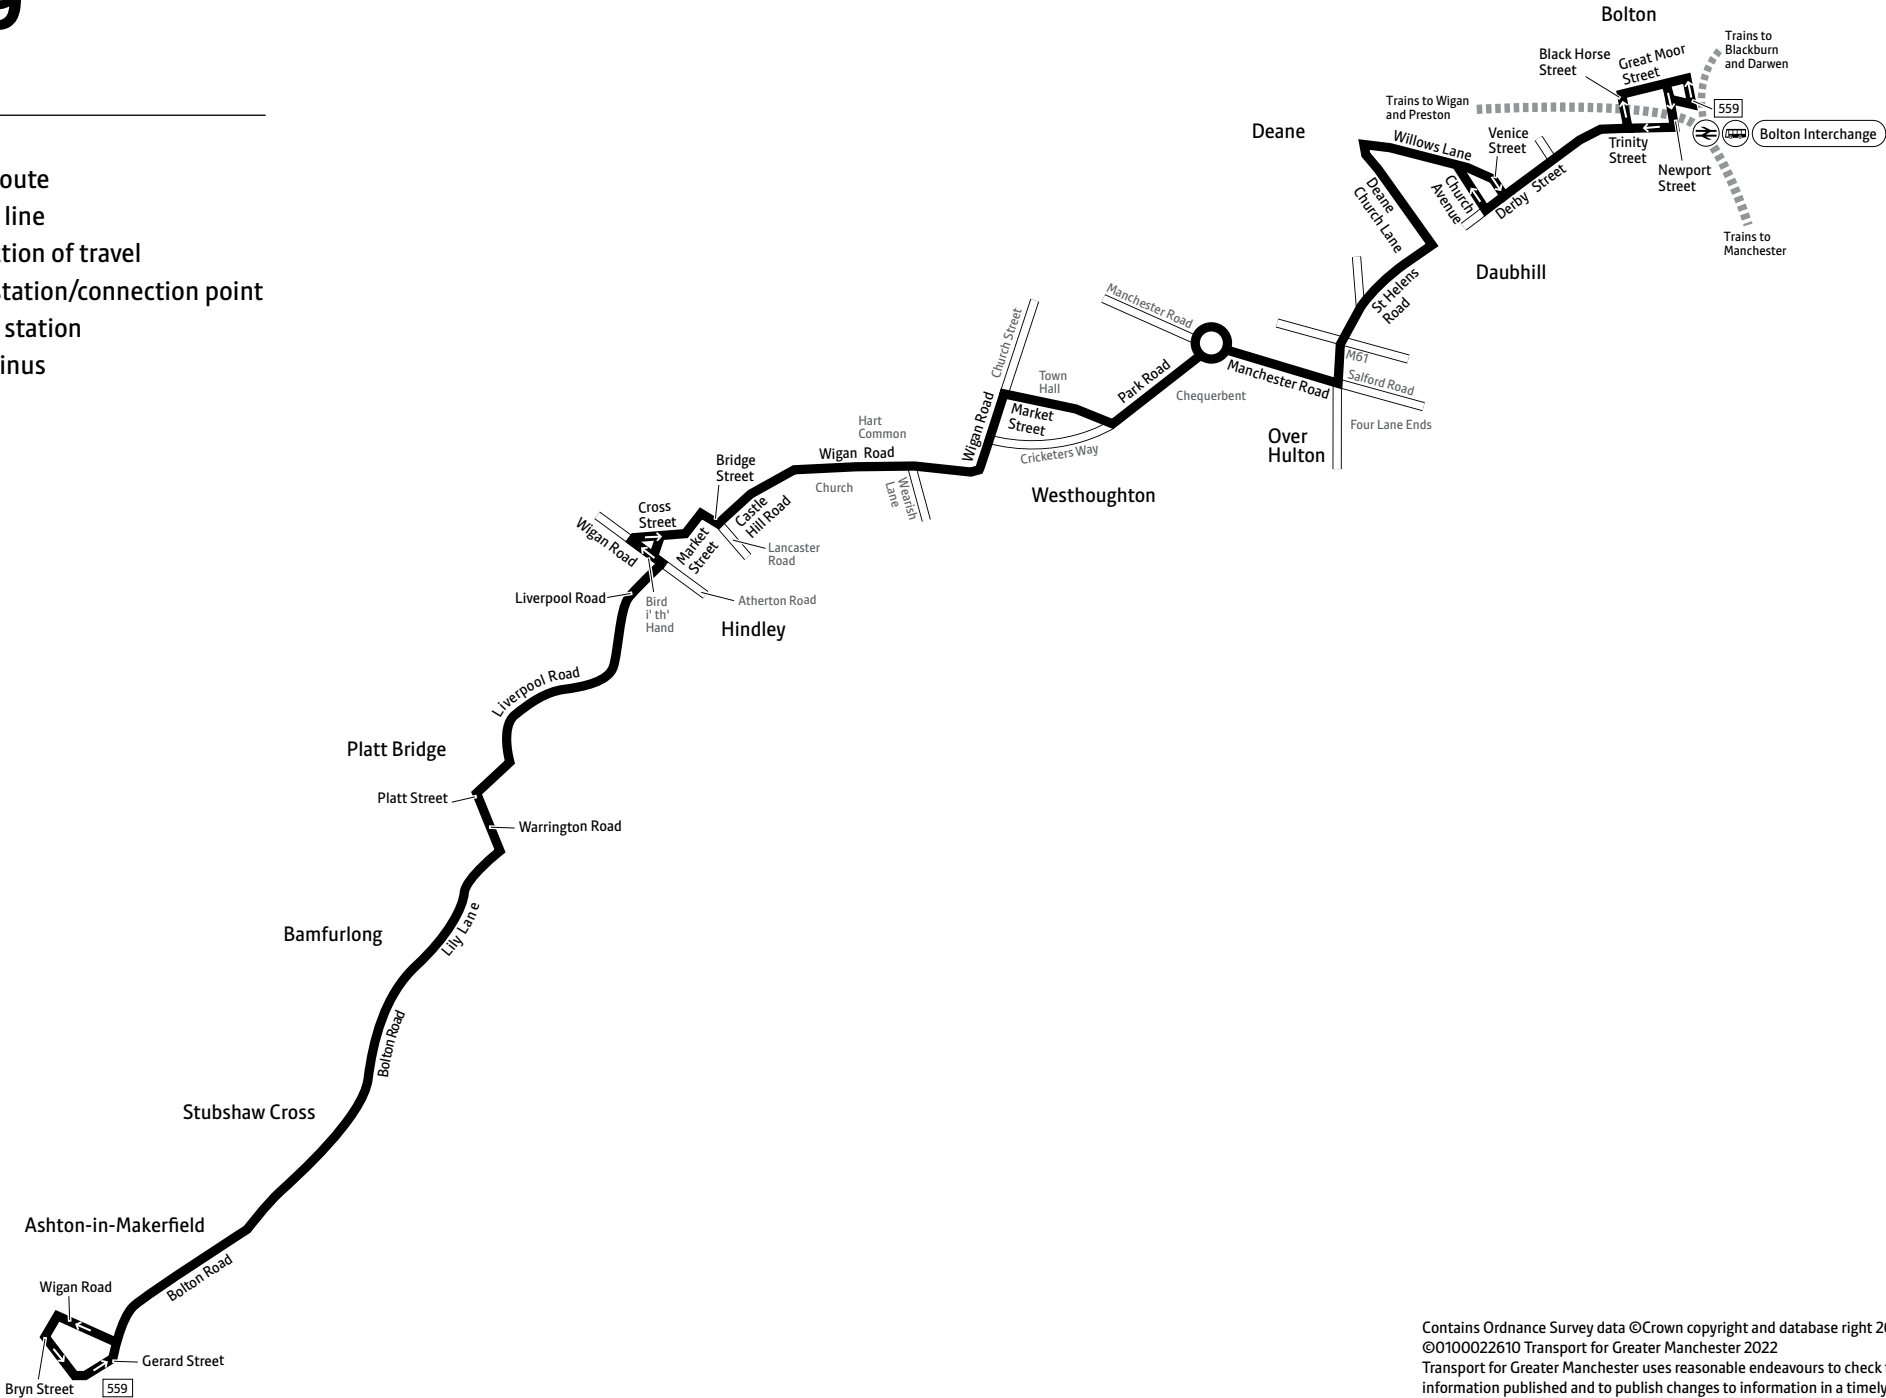 g
Bolton
Trains to
Blackburn
and Darwen
Black Horse
Street
Great Moor
Street
Trains to Wigan
and Preston
559
Bolton Interchange
Deane
Willows Lane
Venice
Street
Trinity
Street
Newport
Street
oute
line
tion of travel
station/connection point
station
inus
Deane
Church Lane
Church
Avenue
Derby Street
Trains to
Manchester
Daubhill
St Helens
Road
Manchester Road
Church Street
M61
Salford Road
Manchester Road
Park Road
Town
Hall
Chequerbent
Four Lane Ends
Over
Hulton
Wigan Road
Market
Street
Cricketers Way
Hart
Common
Wigan Road
Church
Wearish
Lane
Westhoughton
Bridge
Street
Castle
Hill Road
Cross
Street
Wigan Road
Market
Street
Lancaster
Road
Liverpool Road
Bird
i' th'
Hand
Atherton Road
Hindley
Liverpool Road
Platt Bridge
Platt Street
Warrington Road
Bamfurlong
Lily Lane
Bolton Road
Stubshaw Cross
Ashton-in-Makerfield
Bolton Road
Wigan Road
Gerard Street
Bryn Street
559
Contains Ordnance Survey data ©Crown copyright and database right 20
©0100022610 Transport for Greater Manchester 2022
Transport for Greater Manchester uses reasonable endeavours to check
information published and to publish changes to information in a timely